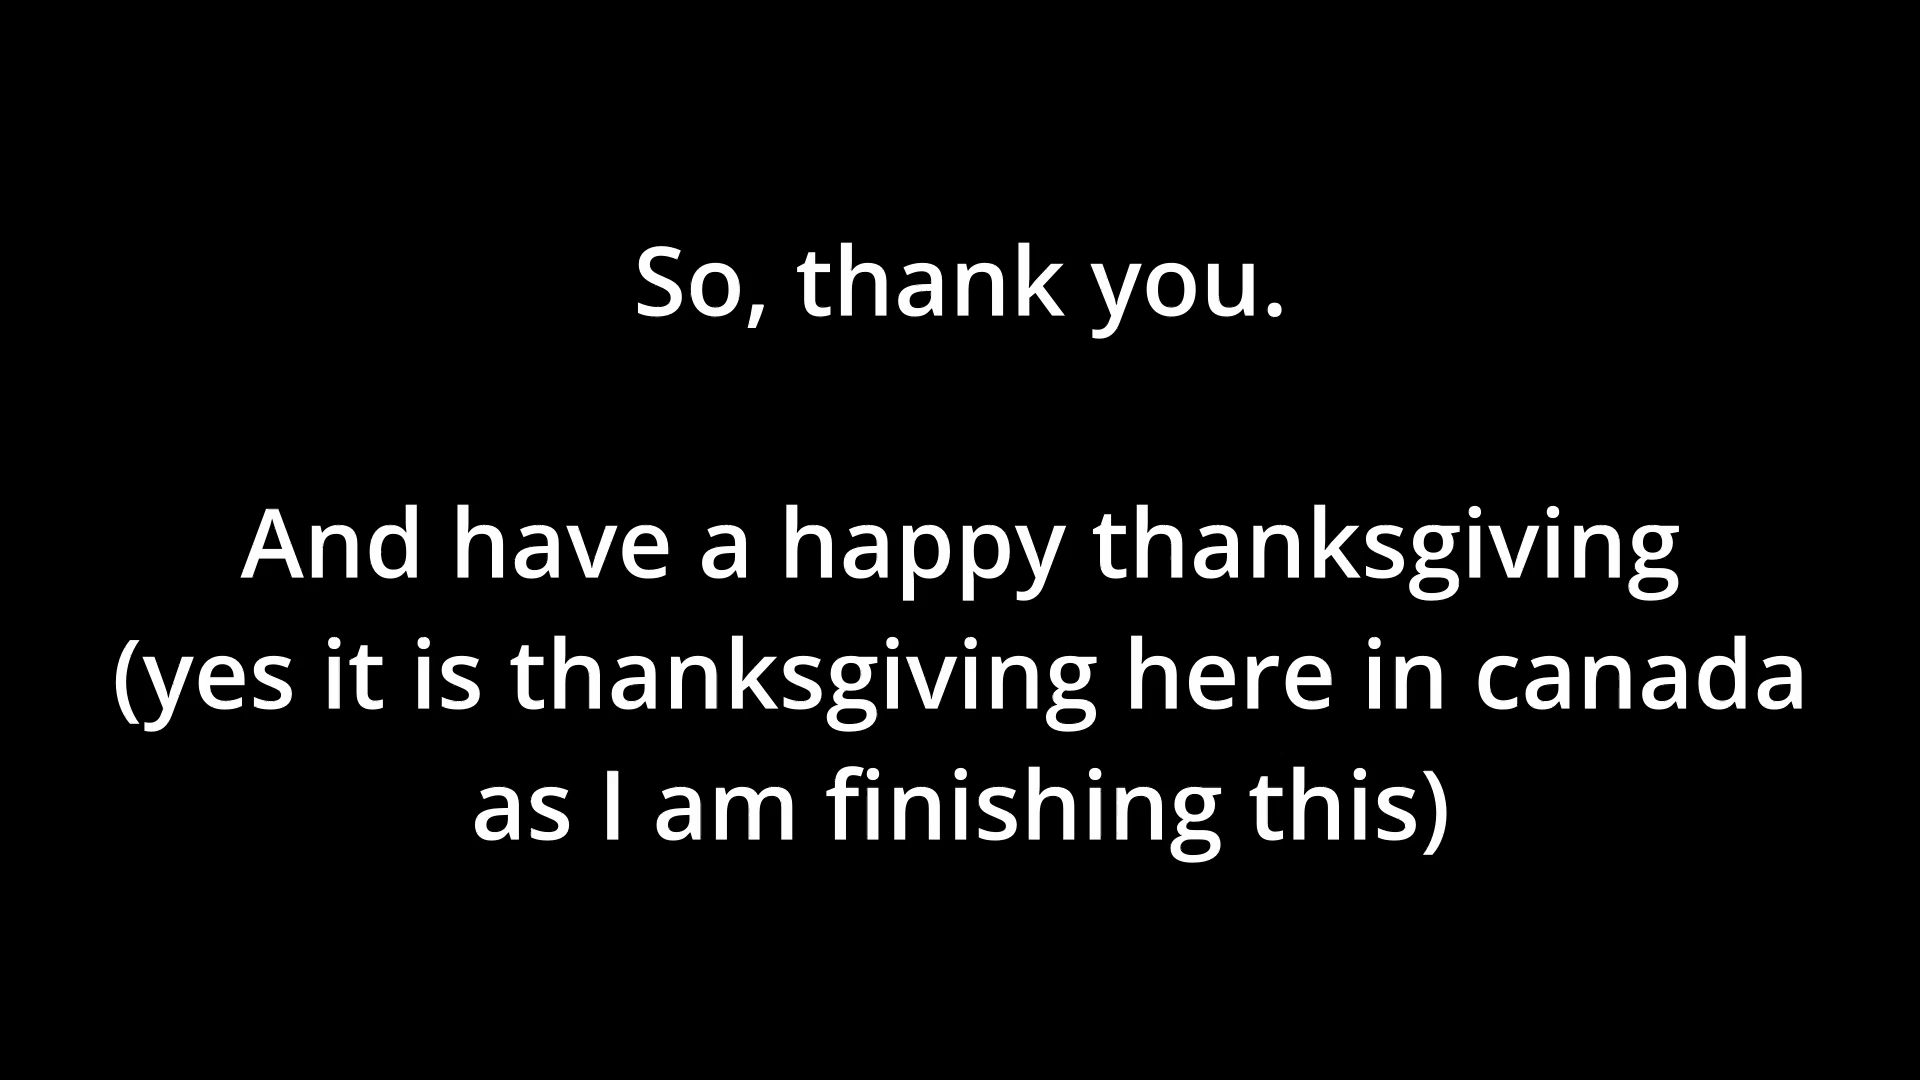 So, thank you.
And have a happy thanksgiving
(yes it is thanksgiving here in canada
as I am finishing this)